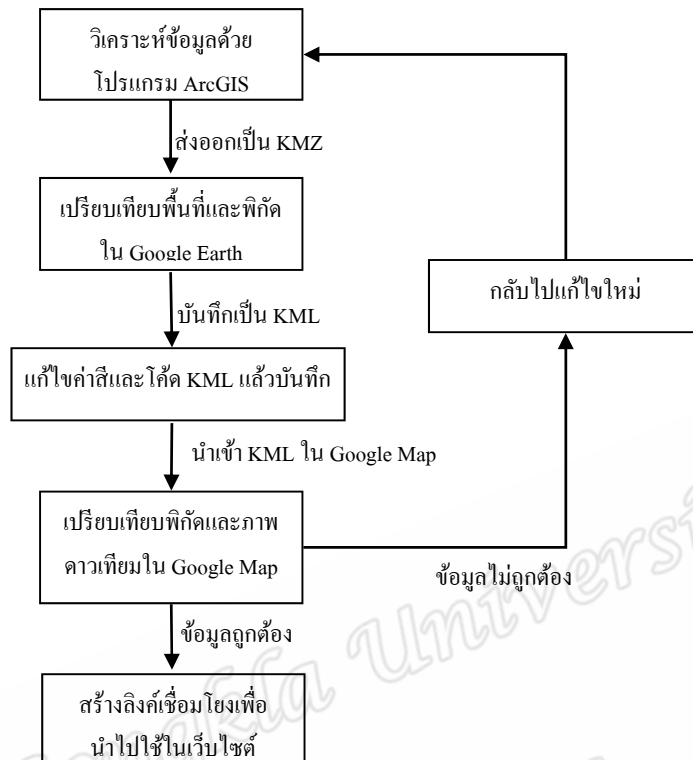 วิเคราะห์ข้อมูลด้วย
โปรแกรม ArcGIS
ส่งออกเป็น KMZ
เปรียบเทียบพื้นที่และพิกัด
ใน Google Earth
กลับไปแก้ไขใหม่
บันทึกเป็น KML
แก้ไขค่าสีและโค้ด KML แล้วบันทึก
นำเข้า KML ใน Google Map
เปรียบเทียบพิกัดและภาพ
ดาวเทียมใน Google Map
ข้อมูลไม่ถูกต้อง
ข้อมูลถูกต้อง
สร้างลิงค์เชื่อมโยงเพื่อ
นำไปใช้ในเว็บไซต์